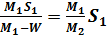 M₁S₁/(M₁−W) = M₁/M₂ S₁